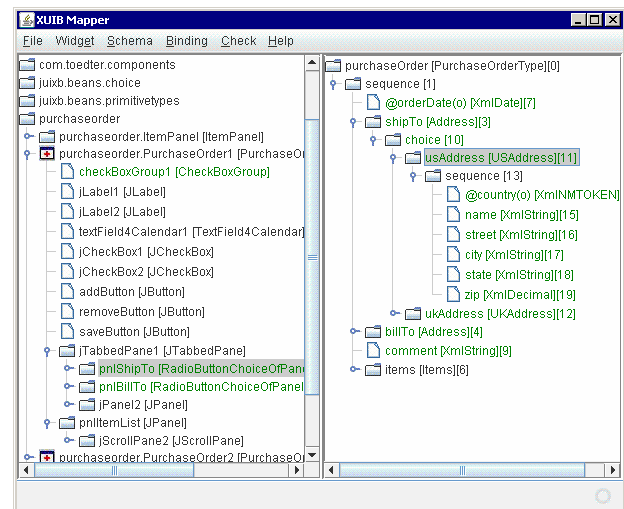 XUIB Mapper
File Widget Schema Binding Check Help
com.toedter.components
juixb.beans.choice
juixb.beans.primitivetypes
purchaseorder
purchaseorder.ItemPanel [ItemPanel]
purchaseorder.PurchaseOrder1 [PurchaseOr
checkBoxGroup1 [CheckBoxGroup]
jLabel1 [JLabel]
jLabel2 [JLabel]
textField4Calendar1 [TextField4Calendar]
jCheckBox1 [JCheckBox]
jCheckBox2 [JCheckBox]
addButton [JButton]
removeButton [JButton]
saveButton [JButton]
jTabbedPane1 [JTabbedPane]
pnlShipTo [RadioButtonChoiceOfPane
pnlBillTo [RadioButtonChoiceOfPanel
jPanel2 [JPanel]
pnlItemList [JPanel]
jScrollPane2 [JScrollPane]
purchaseorder.PurchaseOrder2 [PurchaseOr
purchaseOrder [PurchaseOrderType][0]
sequence [1]
@orderDate(o) [XmlDate][7]
shipTo [Address][3]
choice [10]
usAddress [USAddress][11]
sequence [13]
@country(o) [XmlNMTOKEN]
name [XmlString][15]
street [XmlString][16]
city [XmlString][17]
state [XmlString][18]
zip [XmlDecimal][19]
ukAddress [UKAddress][12]
billTo [Address][4]
comment [XmlString][9]
items [Items][6]